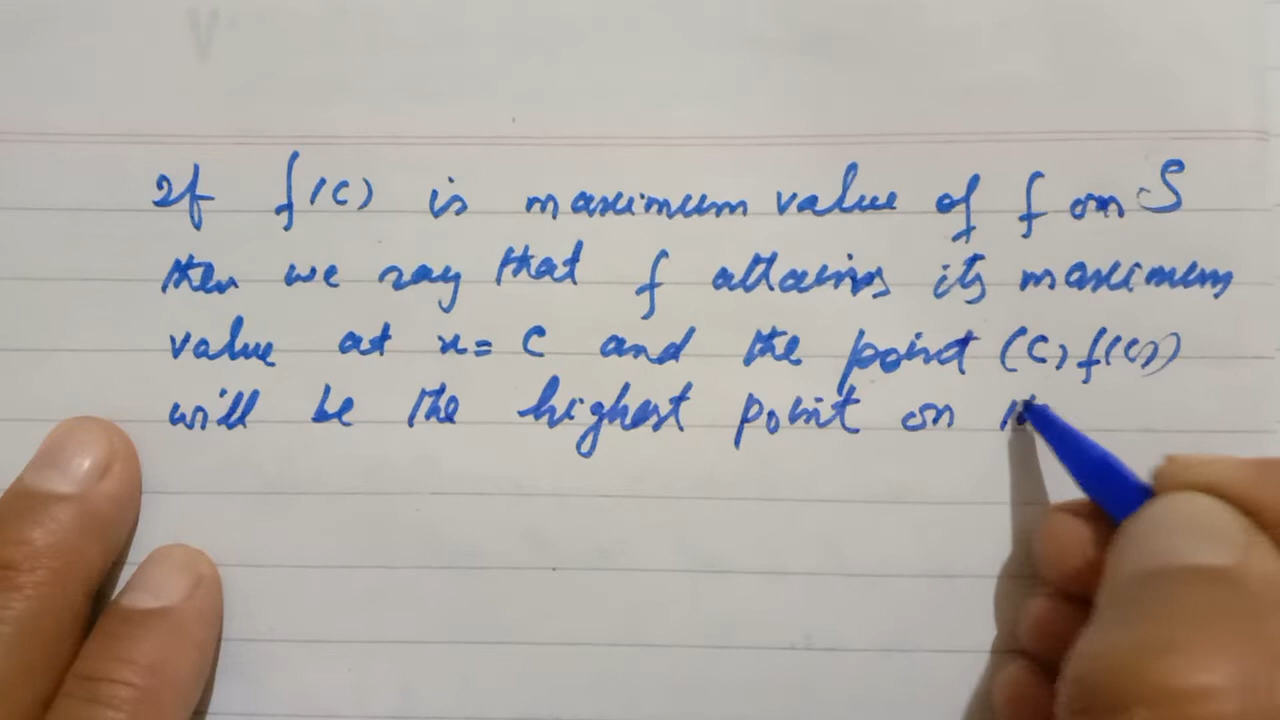 If f(c) is maximum value of f on S
then we say that f attains its maximum
value at x = c and the point (c, f(c))
will be the highest point on